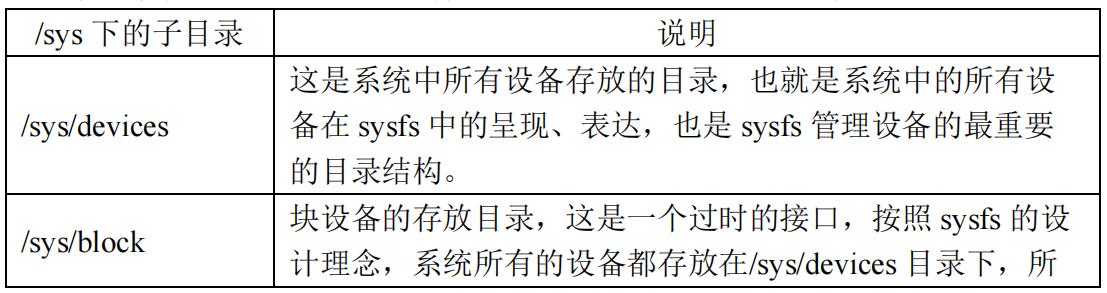 /sys 下的子目录 说明
这是系统中所有设备存放的目录，也就是系统中的所有设
/sys/devices 备在 sysfs 中的呈现、表达，也是 sysfs 管理设备的最重要
的目录结构。
块设备的存放目录，这是一个过时的接口，按照 sysfs 的设
/sys/block 计理念，系统所有的设备都存放在/sys/devices 目录下，所